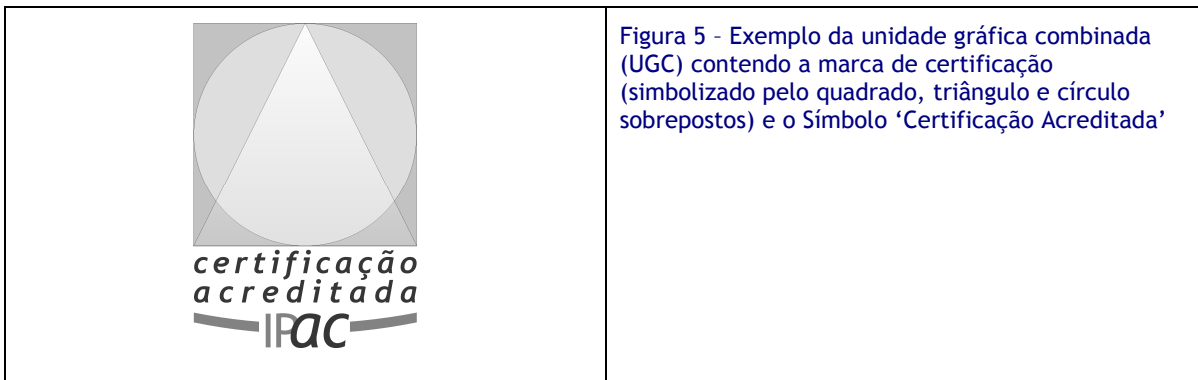 certificação
acreditada
IPac
Figura 5 – Exemplo da unidade gráfica combinada
(UGC) contendo a marca de certificação
(simbolizado pelo quadrado, triângulo e círculo
sobrepostos) e o Símbolo ‘Certificação Acreditada’